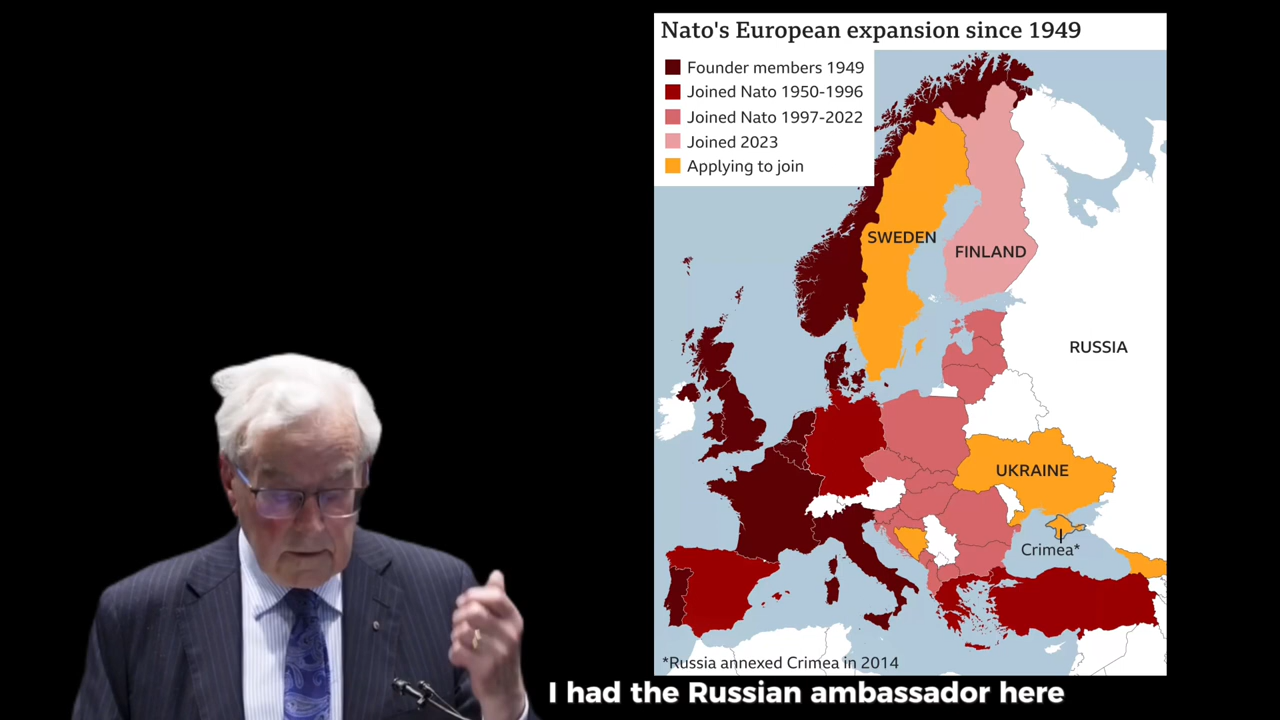 Nato's European expansion since 1949
Founder members 1949
Joined Nato 1950-1996
Joined Nato 1997-2022
Joined 2023
Applying to join
SWEDEN
FINLAND
RUSSIA
UKRAINE
Crimea*
*Russia annexed Crimea in 2014
I had the Russian ambassador here